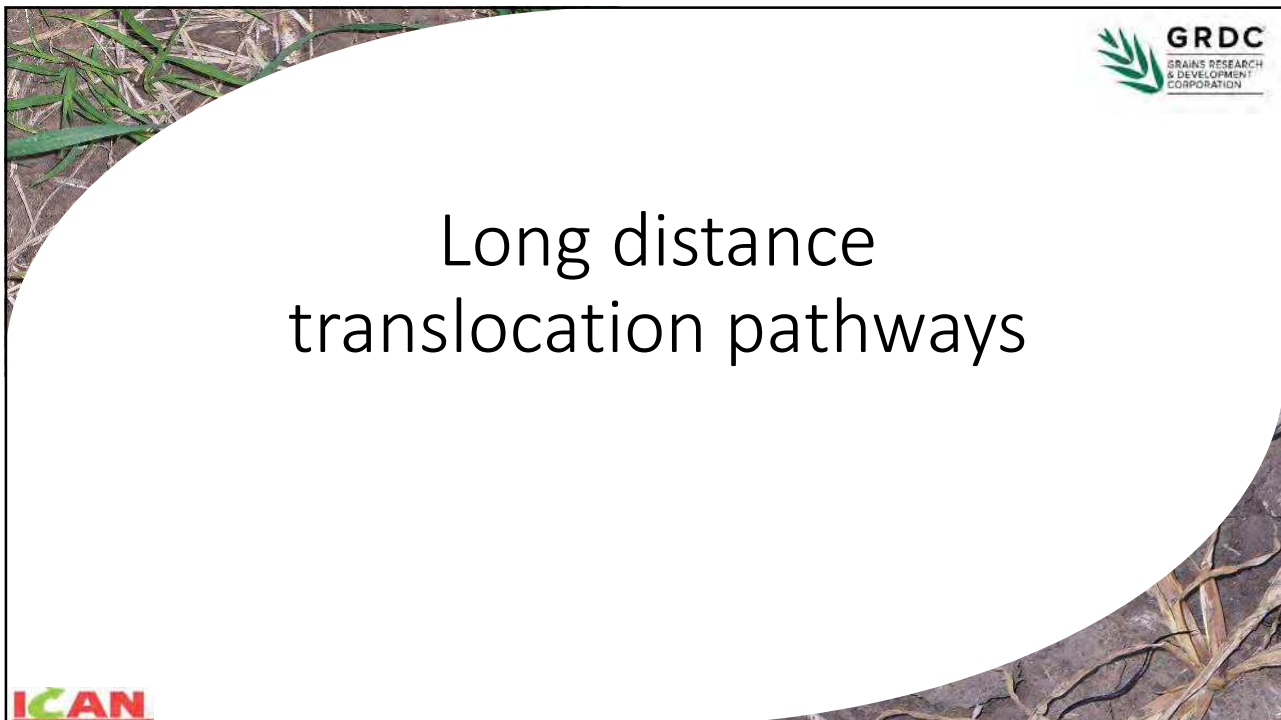 GRDC
GRAINS RESEARCH
& DEVELOPMENT
CORPORATION
Long distance
translocation pathways
ICAN